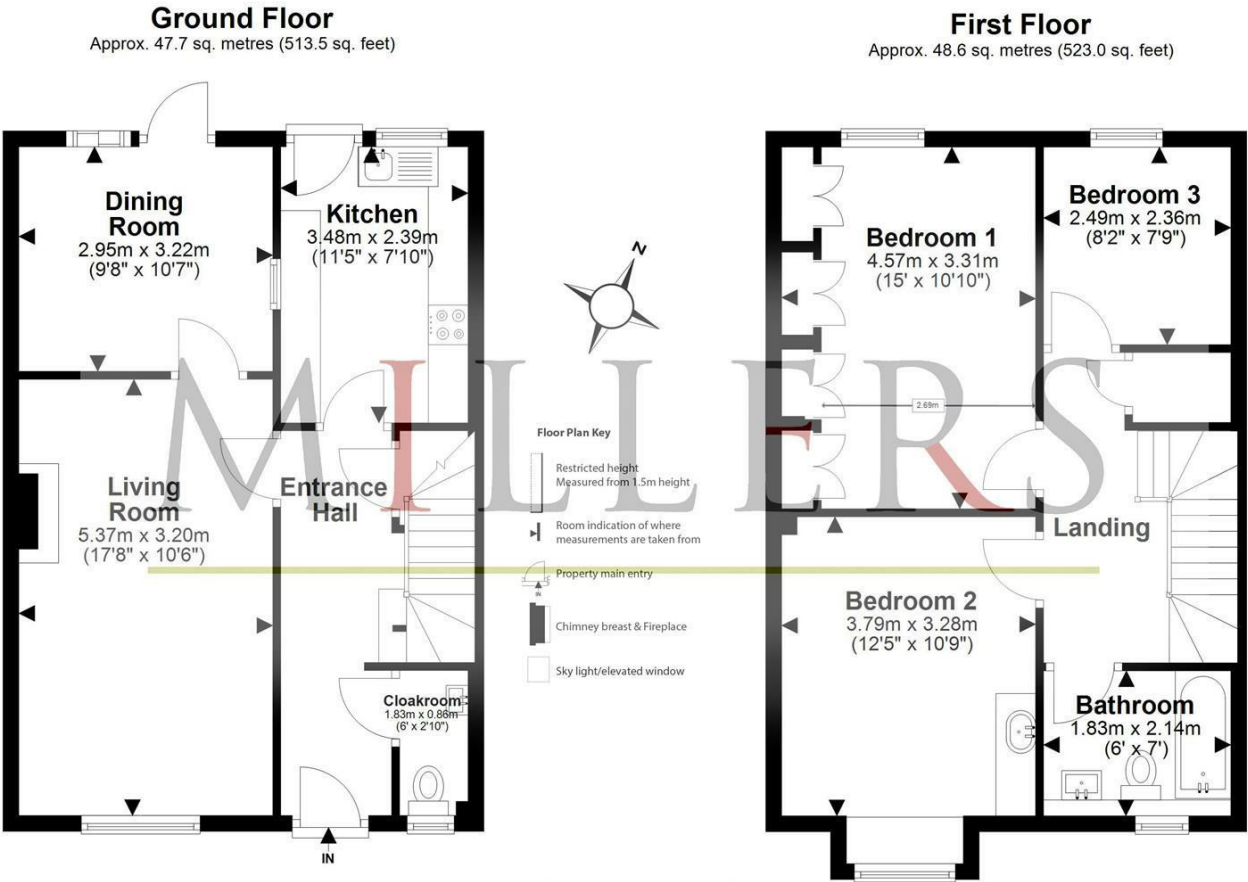 Ground Floor
Approx. 47.7 sq. metres (513.5 sq. feet)
First Floor
Approx. 48.6 sq. metres (523.0 sq. feet)
Dining
Room
2.95m x 3.22m
(9'8" x 10'7")
Kitchen
3.48m x 2.39m
(11'5" x 7'10")
N
Bedroom 1
4.57m x 3.31m
(15' x 10'10")
Bedroom 3
2.49m x 2.36m
(8'2" x 7'9")
2.69m
MILLERS
Living
Room
5.37m x 3.20m
(17'8" x 10'6")
Entrance
Hall
Floor Plan Key
Restricted height
Measured from 1.5m height
Room indication of where
measurements are taken from
IN
Property main entry
Chimney breast & Fireplace
Sky light/elevated window
Landing
Bedroom 2
3.79m x 3.28m
(12'5" x 10'9")
Cloakroom
1.83m x 0.86m
(6' x 2'10")
Bathroom
1.83m x 2.14m
(6' x 7')
IN